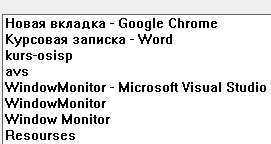 Новая вкладка - Google Chrome
Курсовая записка - Word
kurs-osisp
avs
WindowMonitor - Microsoft Visual Studio
WindowMonitor
Window Monitor
Resourses